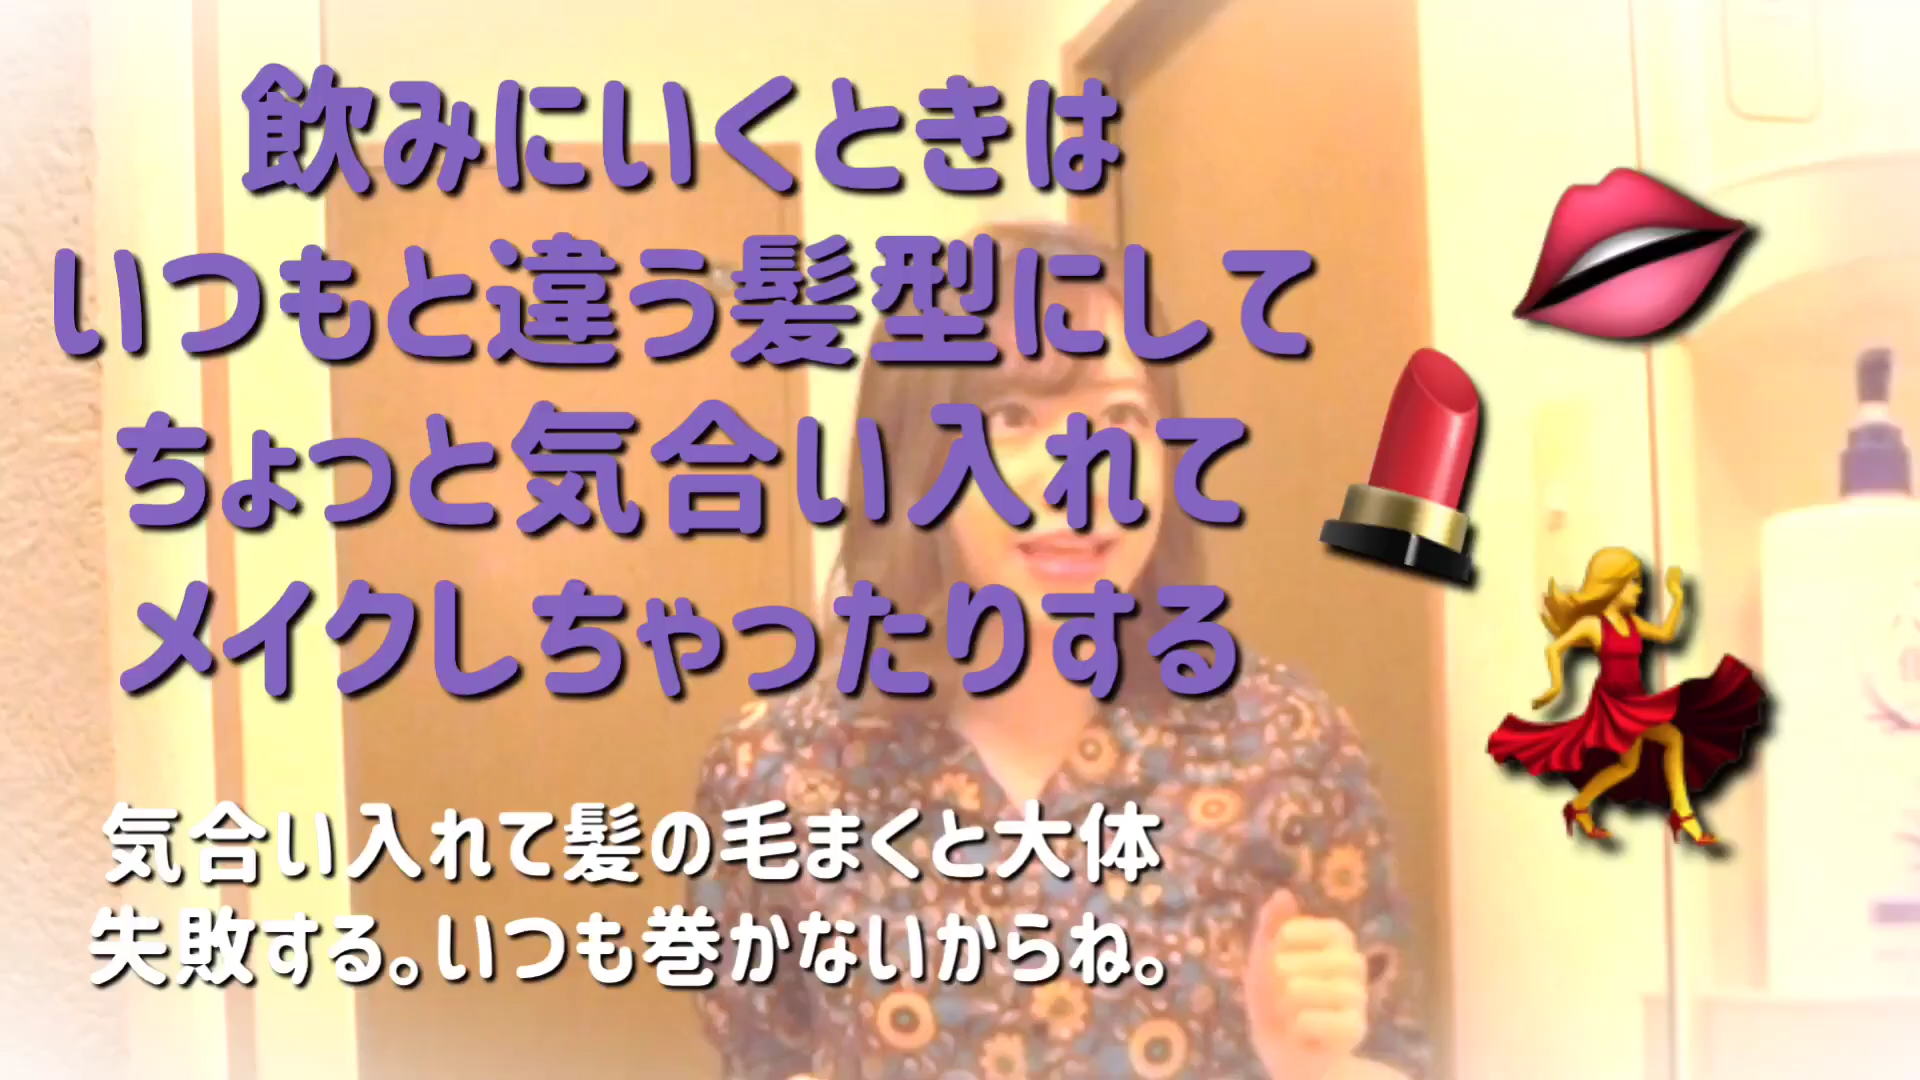 飲みにいくときは
いつもと違う髪型にして
ちょっと気合い入れて
メイクしちゃったりする
気合い入れて髪の毛まくと大体
失敗する。いつも巻かないからね。